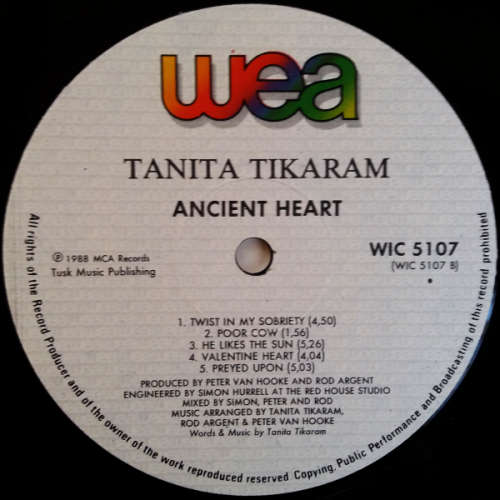 wea
TANITA TIKARAM
ANCIENT HEART
℗ 1988 MCA Records
Tusk Music Publishing
WIC 5107
(WIC 5107 B)
1. TWIST IN MY SOBRIETY (4,50)
2. POOR COW (1,56)
3. HE LIKES THE SUN (5,26)
4. VALENTINE HEART (4,04)
5. PREYED UPON (5,03)
PRODUCED BY PETER VAN HOOKE AND ROD ARGENT
ENGINEERED BY SIMON HURRELL AT THE RED HOUSE STUDIO
MIXED BY SIMON, PETER AND ROD
MUSIC ARRANGED BY TANITA TIKARAM,
ROD ARGENT & PETER VAN HOOKE
Words & Music by Tanita Tikaram
All rights of the Record Producer and of the owner of the work reproduced reserved Copying, Public Performance and Broadcasting of this record prohibited